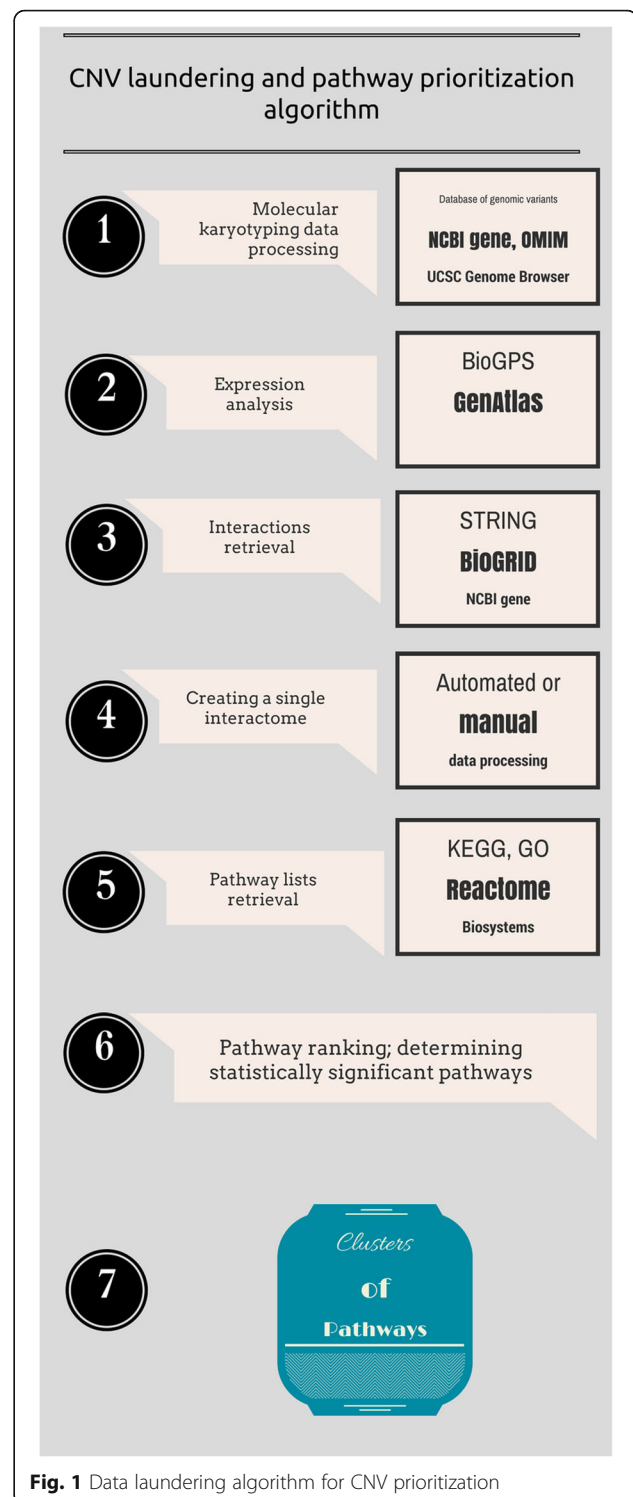 CNV laundering and pathway prioritization
algorithm
1
Molecular
karyotyping data
processing
Database of genomic variants
NCBI gene, OMIM
UCSC Genome Browser
2
Expression
analysis
BioGPS
GenAtlas
3
Interactions
retrieval
STRING
BioGRID
NCBI gene
4
Creating a single
interactome
Automated or
manual
data processing
5
Pathway lists
retrieval
KEGG, GO
Reactome
Biosystems
6
Pathway ranking; determining
statistically significant pathways
7
Clusters
of
Pathways
Fig. 1 Data laundering algorithm for CNV prioritization